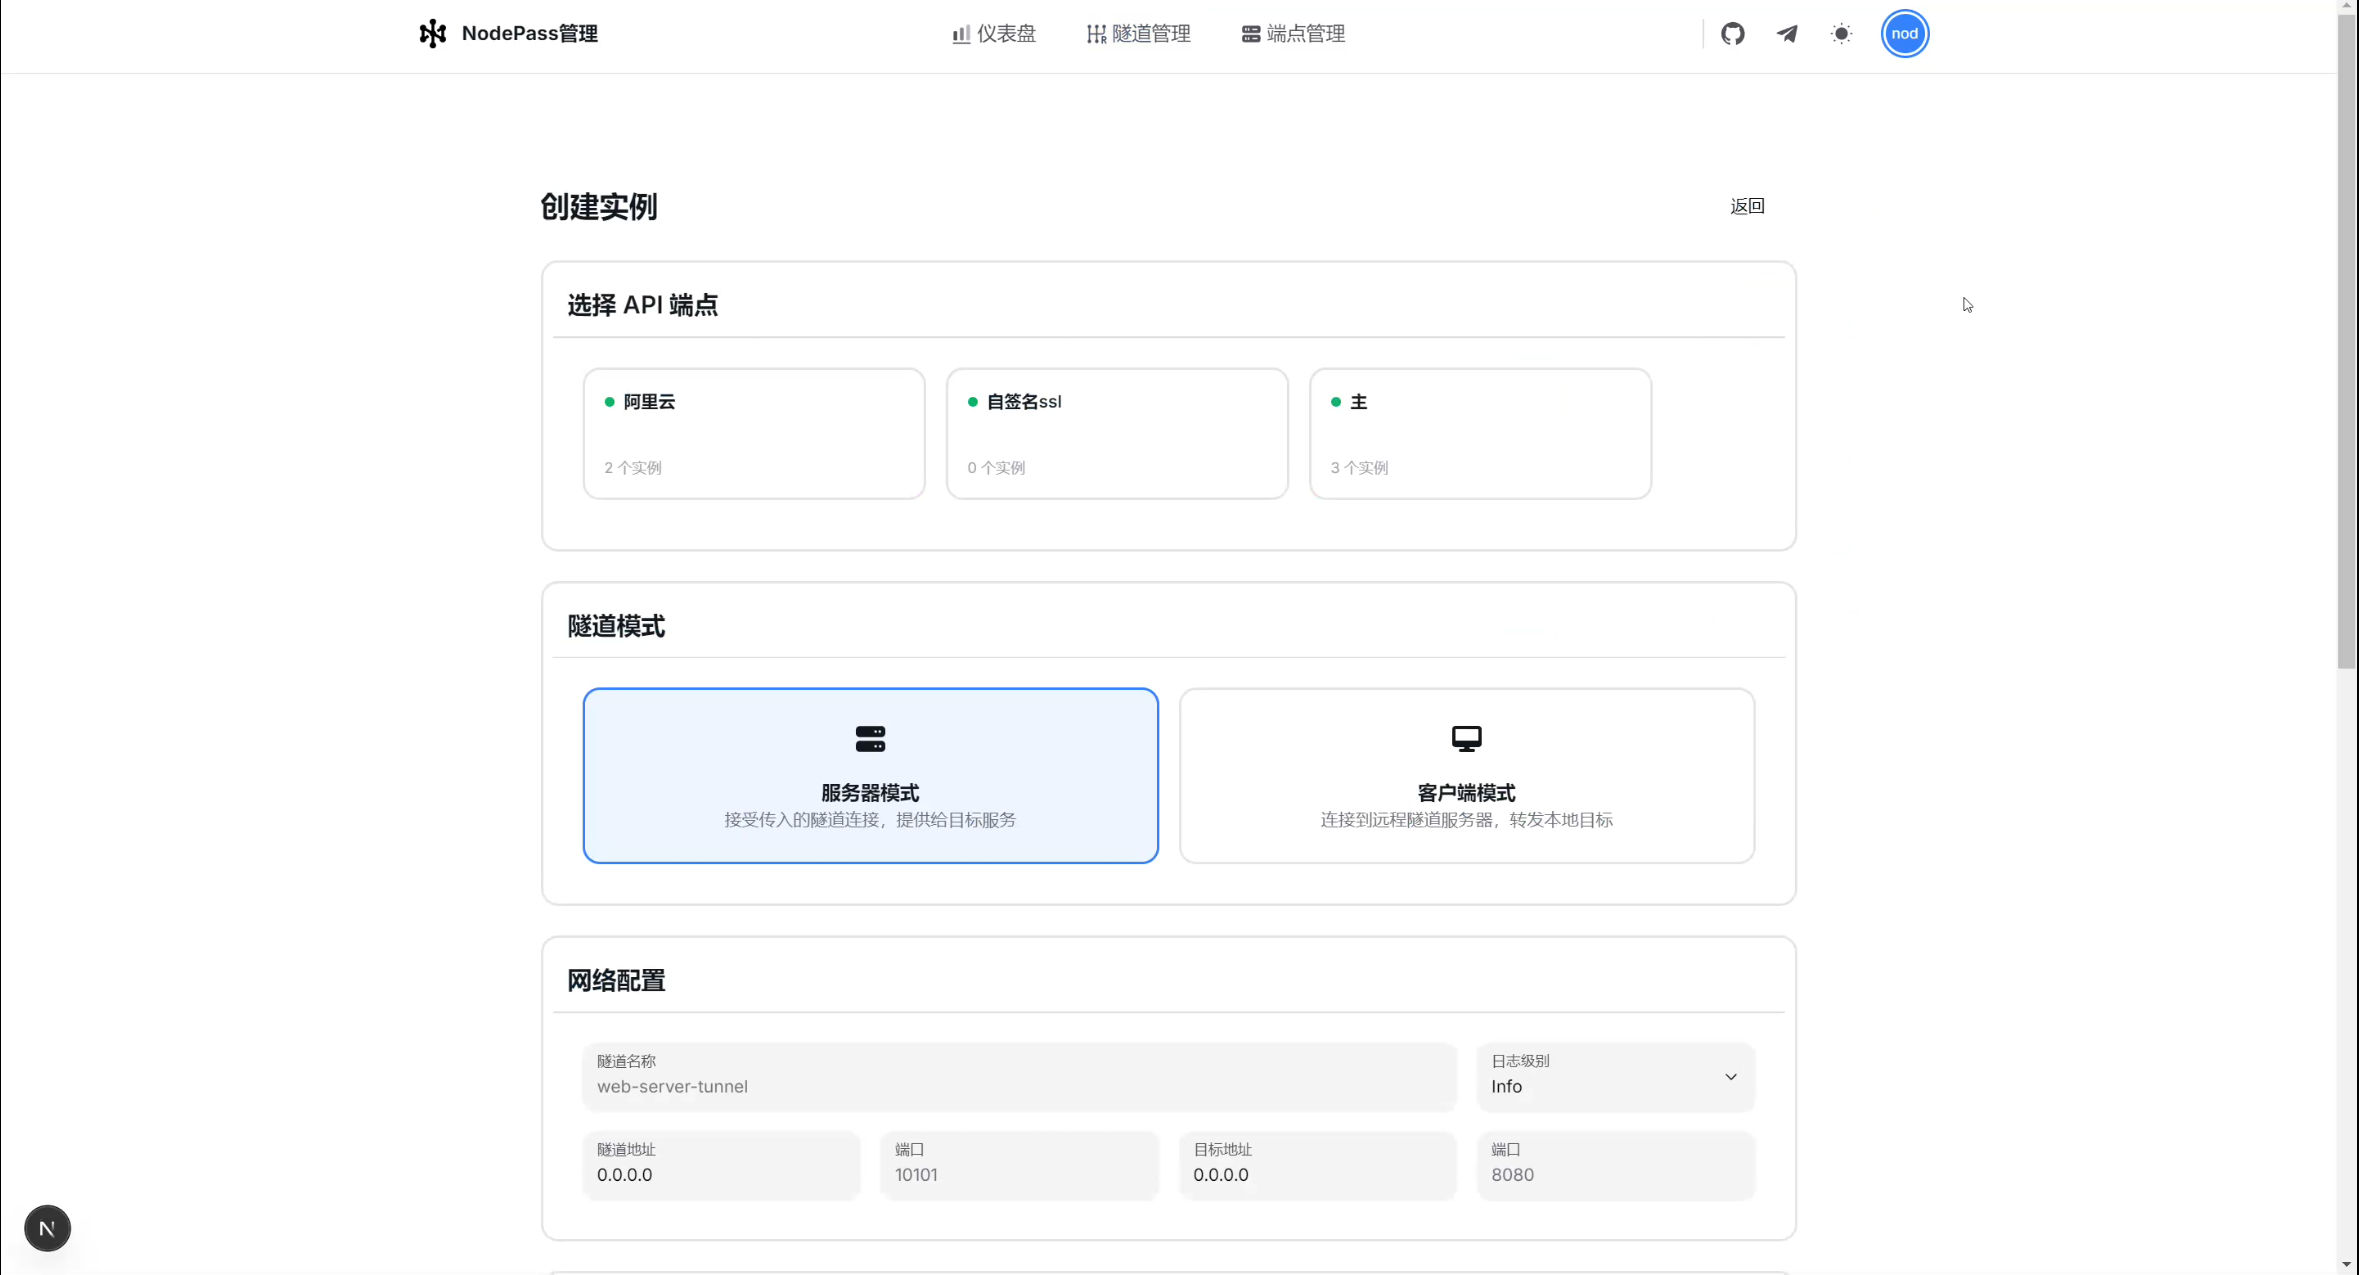 NodePass管理
仪表盘
隧道管理
端点管理
nod
创建实例
返回
选择 API 端点
阿里云
2 个实例
自签名ssl
0 个实例
主
3 个实例
隧道模式
服务器模式
接受传入的隧道连接，提供给目标服务
客户端模式
连接到远程隧道服务器，转发本地目标
网络配置
隧道名称
web-server-tunnel
日志级别
Info
隧道地址
0.0.0.0
端口
10101
目标地址
0.0.0.0
端口
8080
N